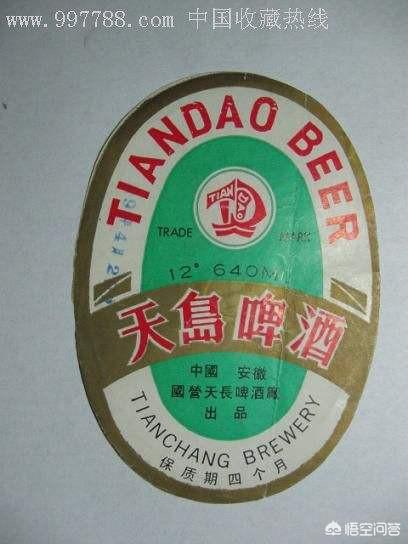 www.997788.com 中国收藏热线
TIANDAO BEER
TIAN
TRADE MARK
12° 640Ml
天島啤酒
中國 安徽
國营天長啤酒廠
出品
TIANCHANG BREWERY
保质期四个月
悟空问答